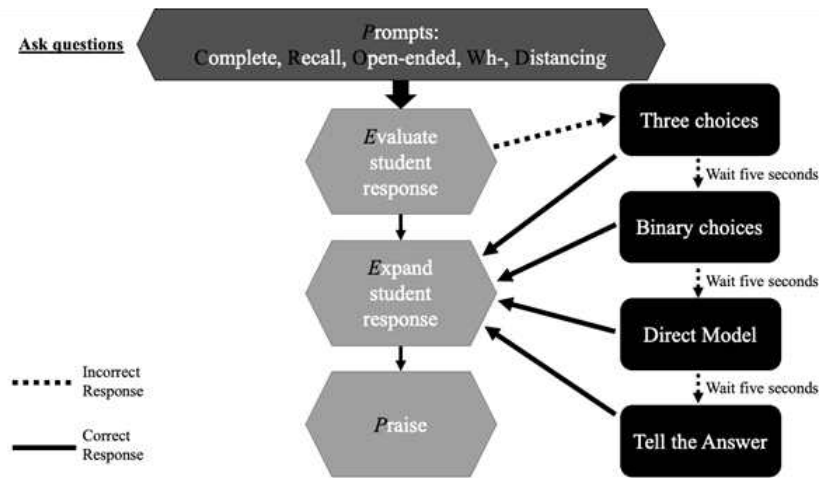 Ask questions
Prompts:
Complete, Recall, Open-ended, Wh-, Distancing
Evaluate
student
response
Three choices
Wait five seconds
Binary choices
Expand
student
response
Wait five seconds
Direct Model
Wait five seconds
Incorrect
Response
Praise
Tell the Answer
Correct
Response